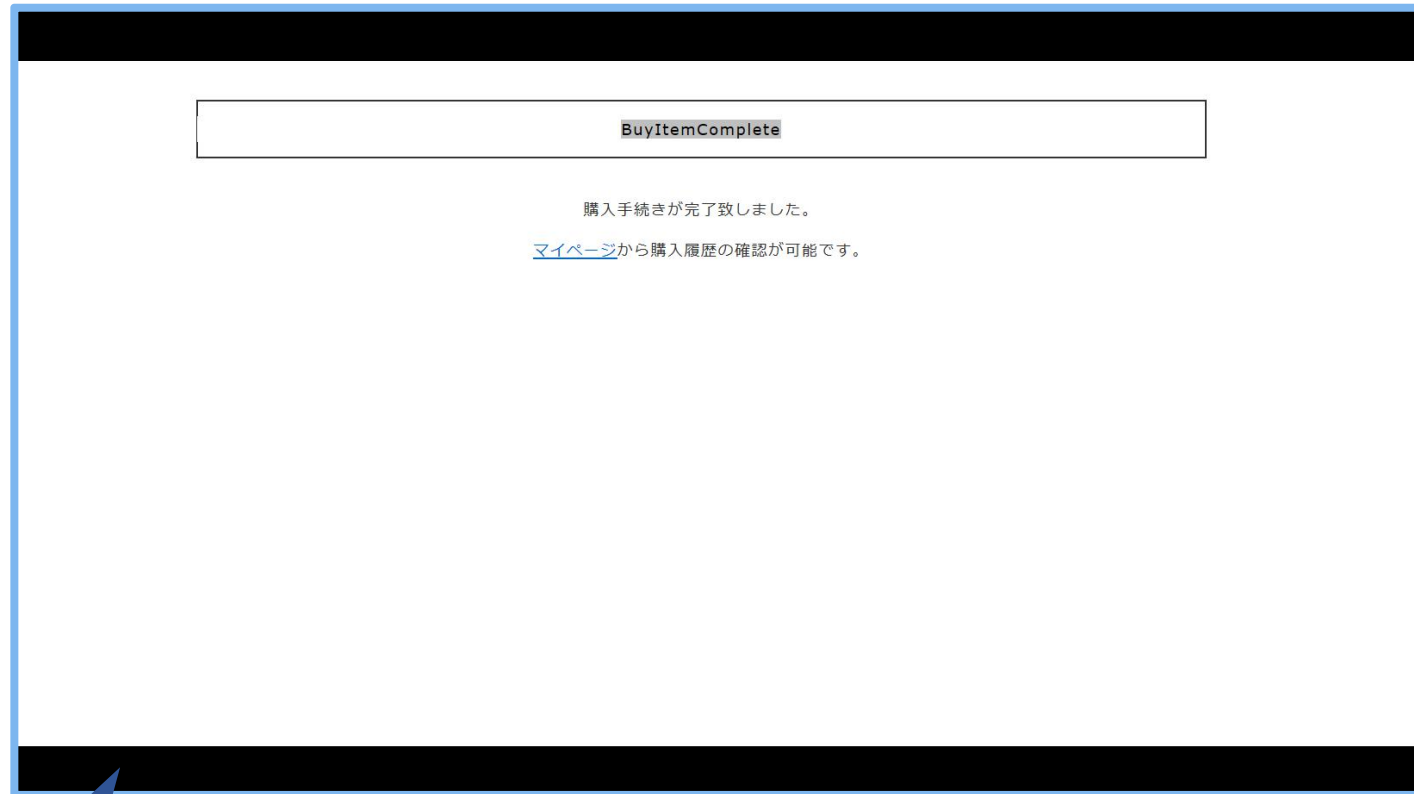 BuyItemComplete
購入手続きが完了致しました。
マイページから購入履歴の確認が可能です。